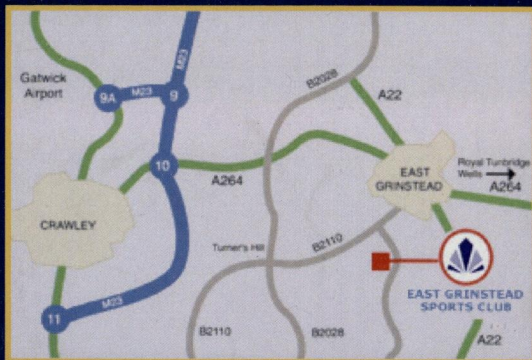 M23
B2028
Gatwick
Airport
A22
9A
M23
9
10
A264
EAST
GRINSTEAD
Royal Tunbridge
Wells
A264
CRAWLEY
Turner's Hill
B2110
EAST GRINSTEAD
SPORTS CLUB
M23
11
B2110
B2028
A22